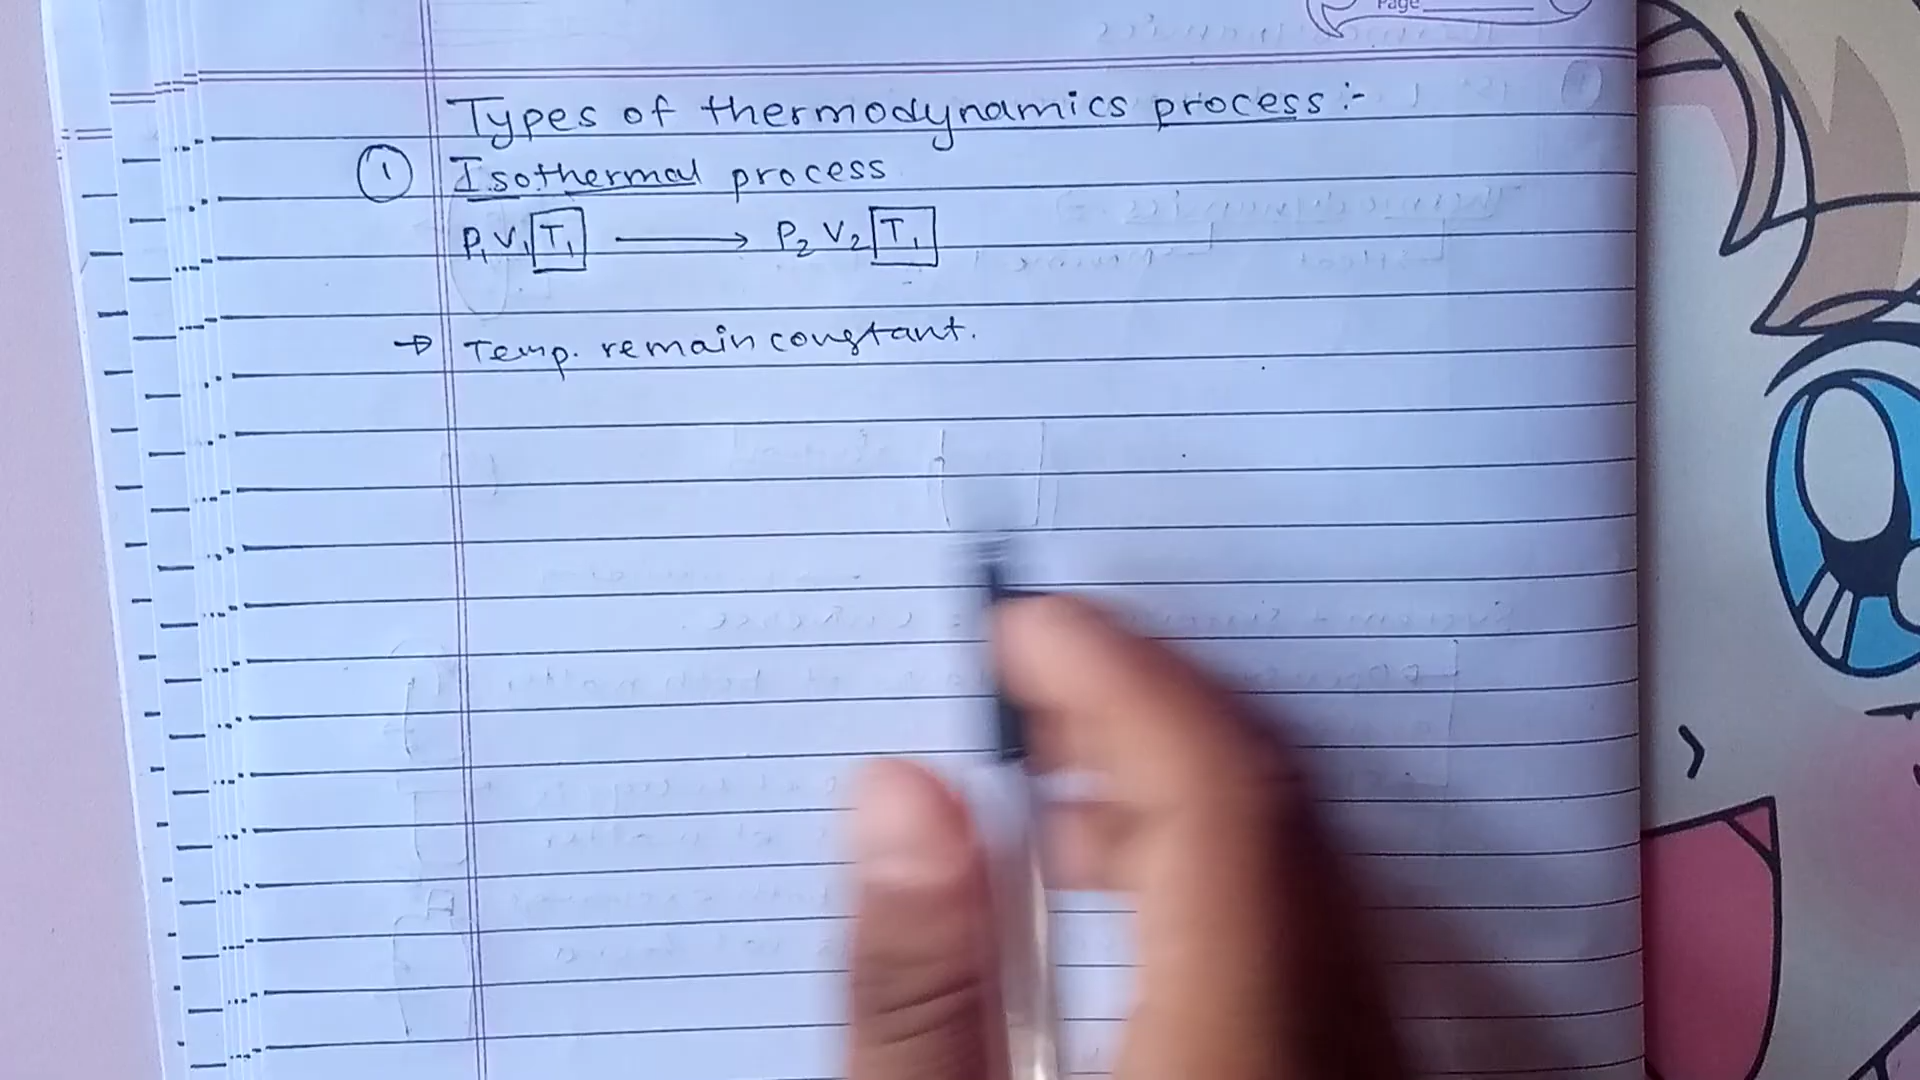 Page
Types of thermodynamics process :-
① Isothermal process
P₁ V₁ T₁ ⟶ P₂ V₂ T₁
→ Temp. remain constant.